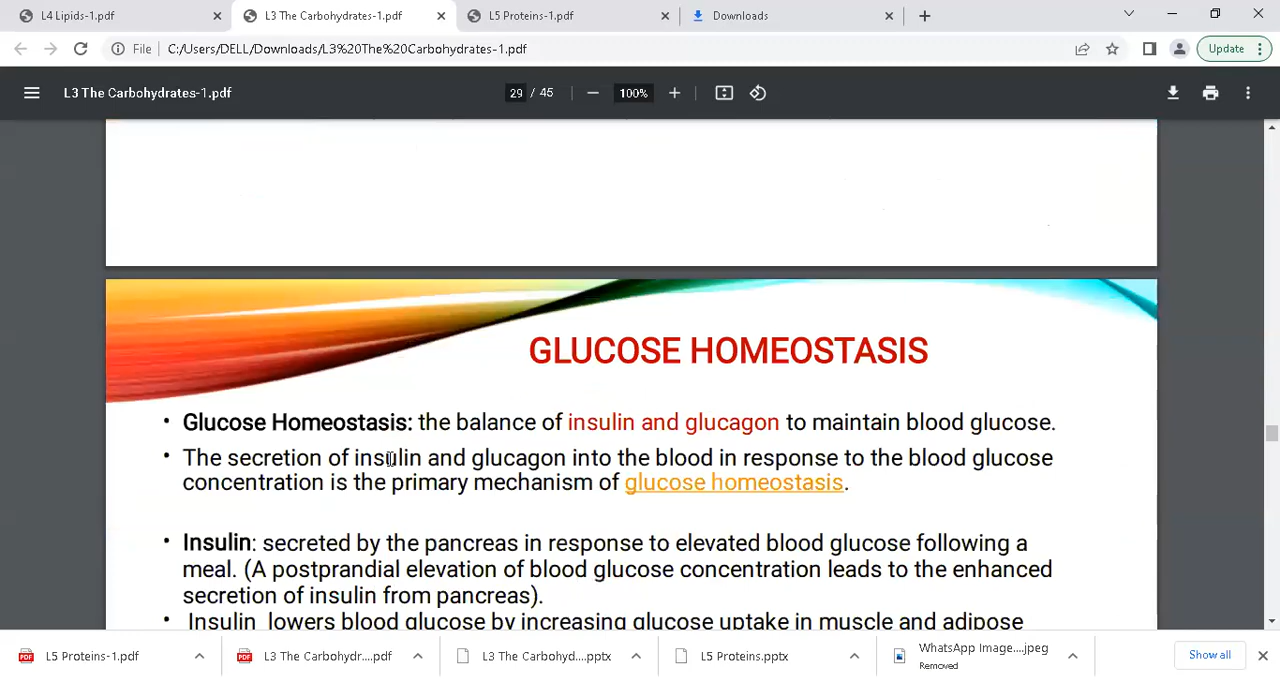 L4 Lipids-1.pdf
L3 The Carbohydrates-1.pdf
L5 Proteins-1.pdf
Downloads
File
C:/Users/DELL/Downloads/L3%20The%20Carbohydrates-1.pdf
Update
L3 The Carbohydrates-1.pdf
29 / 45
100%
GLUCOSE HOMEOSTASIS
• Glucose Homeostasis: the balance of insulin and glucagon to maintain blood glucose.
• The secretion of insulin and glucagon into the blood in response to the blood glucose
concentration is the primary mechanism of glucose homeostasis.
• Insulin: secreted by the pancreas in response to elevated blood glucose following a
meal. (A postprandial elevation of blood glucose concentration leads to the enhanced
secretion of insulin from pancreas).
• Insulin lowers blood glucose by increasing glucose uptake in muscle and adipose
L5 Proteins-1.pdf
L3 The Carbohydr....pdf
L3 The Carbohyd....pptx
L5 Proteins.pptx
WhatsApp Image....jpeg
Removed
Show all